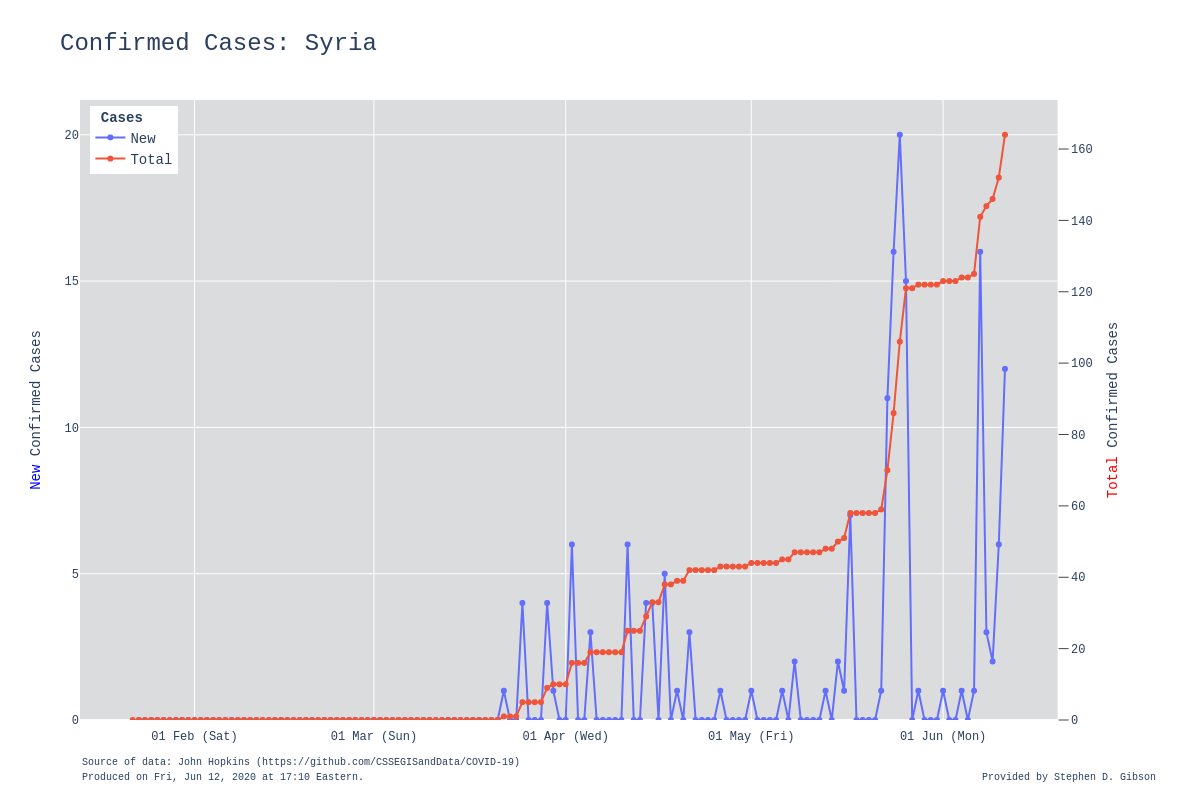 Confirmed Cases: Syria
Cases
New
Total
20
15
10
5
0
160
140
120
100
80
60
40
20
0
New Confirmed Cases
Total Confirmed Cases
01 Feb (Sat)
01 Mar (Sun)
01 Apr (Wed)
01 May (Fri)
01 Jun (Mon)
Source of data: John Hopkins (https://github.com/CSSEGISandData/COVID-19)
Produced on Fri, Jun 12, 2020 at 17:10 Eastern.
Provided by Stephen D. Gibson